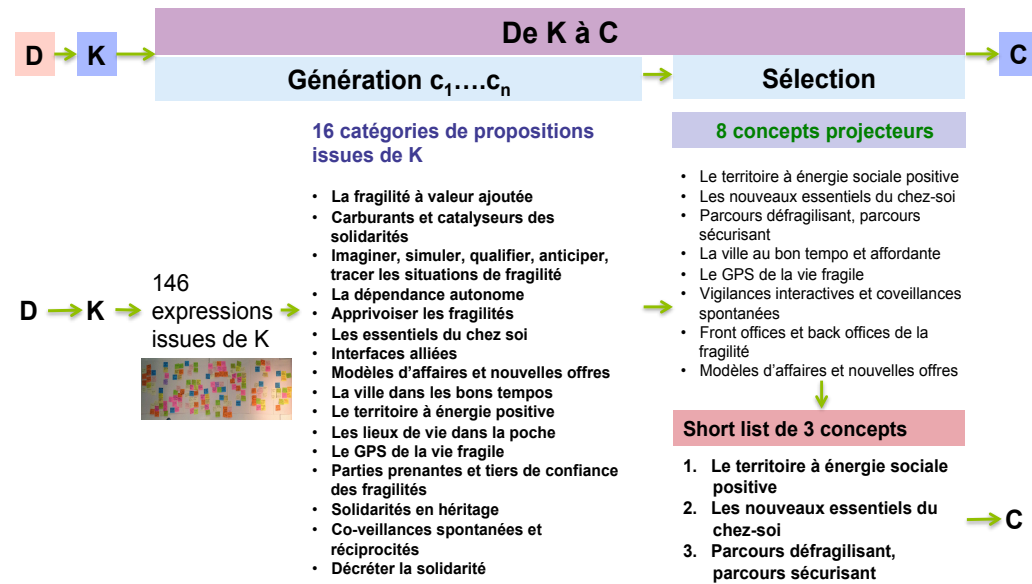 De K à C
D
K
C
Génération c₁….cₙ
Sélection
16 catégories de propositions
issues de K
• La fragilité à valeur ajoutée
• Carburants et catalyseurs des
solidarités
• Imaginer, simuler, qualifier, anticiper,
tracer les situations de fragilité
• La dépendance autonome
• Apprivoiser les fragilités
• Les essentiels du chez soi
• Interfaces alliées
• Modèles d’affaires et nouvelles offres
• La ville dans les bons tempos
• Le territoire à énergie positive
• Les lieux de vie dans la poche
• Le GPS de la vie fragile
• Parties prenantes et tiers de confiance
des fragilités
• Solidarités en héritage
• Co-veillances spontanées et
réciprocités
• Décréter la solidarité
D
K
146
expressions
issues de K
8 concepts projecteurs
• Le territoire à énergie sociale positive
• Les nouveaux essentiels du chez-soi
• Parcours défragilisant, parcours
sécurisant
• La ville au bon tempo et affordante
• Le GPS de la vie fragile
• Vigilances interactives et coveillances
spontanées
• Front offices et back offices de la
fragilité
• Modèles d’affaires et nouvelles offres
Short list de 3 concepts
1. Le territoire à énergie sociale
positive
2. Les nouveaux essentiels du
chez-soi
3. Parcours défragilisant,
parcours sécurisant
C